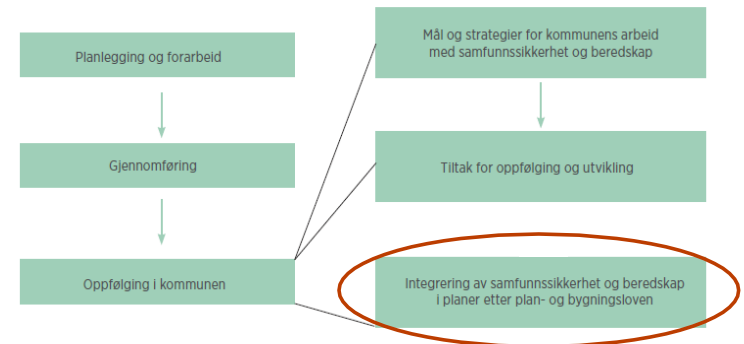 Planlegging og forarbeid
Gjennomføring
Oppfølging i kommunen
Mål og strategier for kommunens arbeid
med samfunnssikkerhet og beredskap
Tiltak for oppfølging og utvikling
Integrering av samfunnssikkerhet og beredskap
i planer etter plan- og bygningsloven